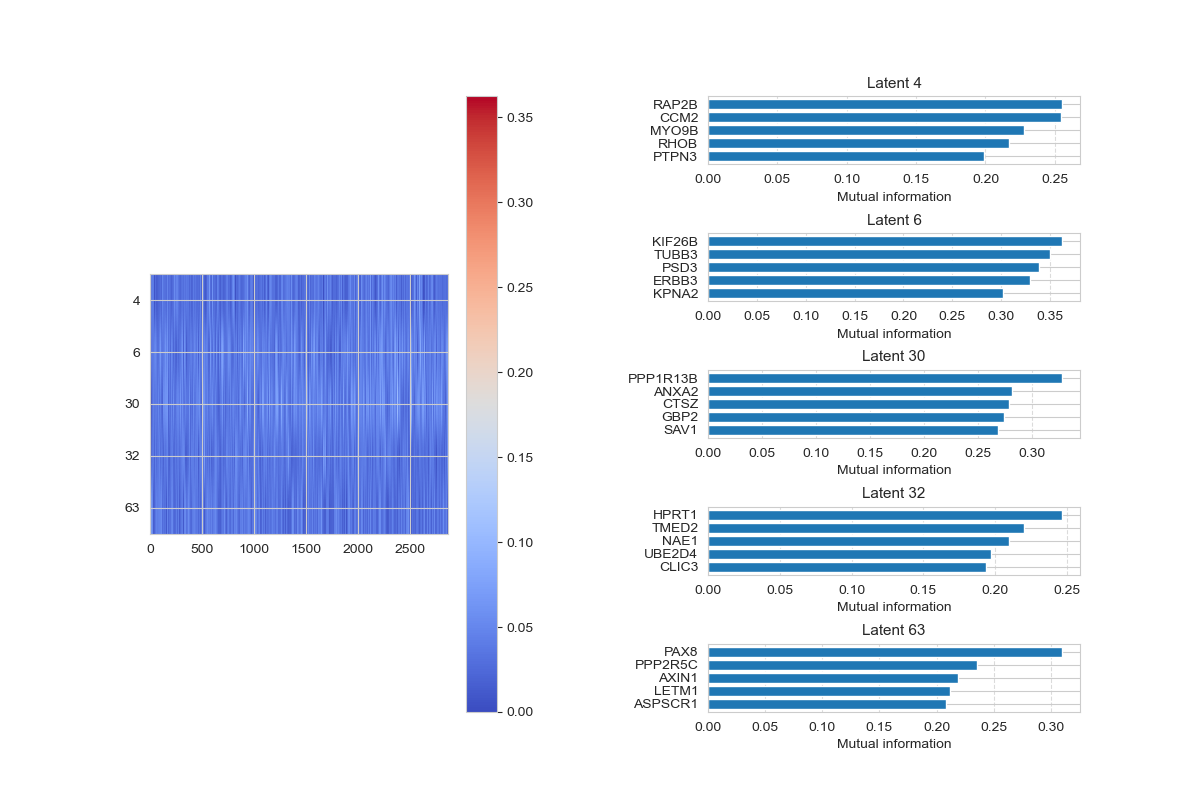 4
6
30
32
63
0
500
1000
1500
2000
2500
0.35
0.30
0.25
0.20
0.15
0.10
0.05
0.00
Latent 4
RAP2B
CCM2
MYO9B
RHOB
PTPN3
0.00 0.05 0.10 0.15 0.20 0.25
Mutual information
Latent 6
KIF26B
TUBB3
PSD3
ERBB3
KPNA2
0.00 0.05 0.10 0.15 0.20 0.25 0.30 0.35
Mutual information
Latent 30
PPP1R13B
ANXA2
CTSZ
GBP2
SAV1
0.00 0.05 0.10 0.15 0.20 0.25 0.30
Mutual information
Latent 32
HPRT1
TMED2
NAE1
UBE2D4
CLIC3
0.00 0.05 0.10 0.15 0.20 0.25
Mutual information
Latent 63
PAX8
PPP2R5C
AXIN1
LETM1
ASPSCR1
0.00 0.05 0.10 0.15 0.20 0.25 0.30
Mutual information